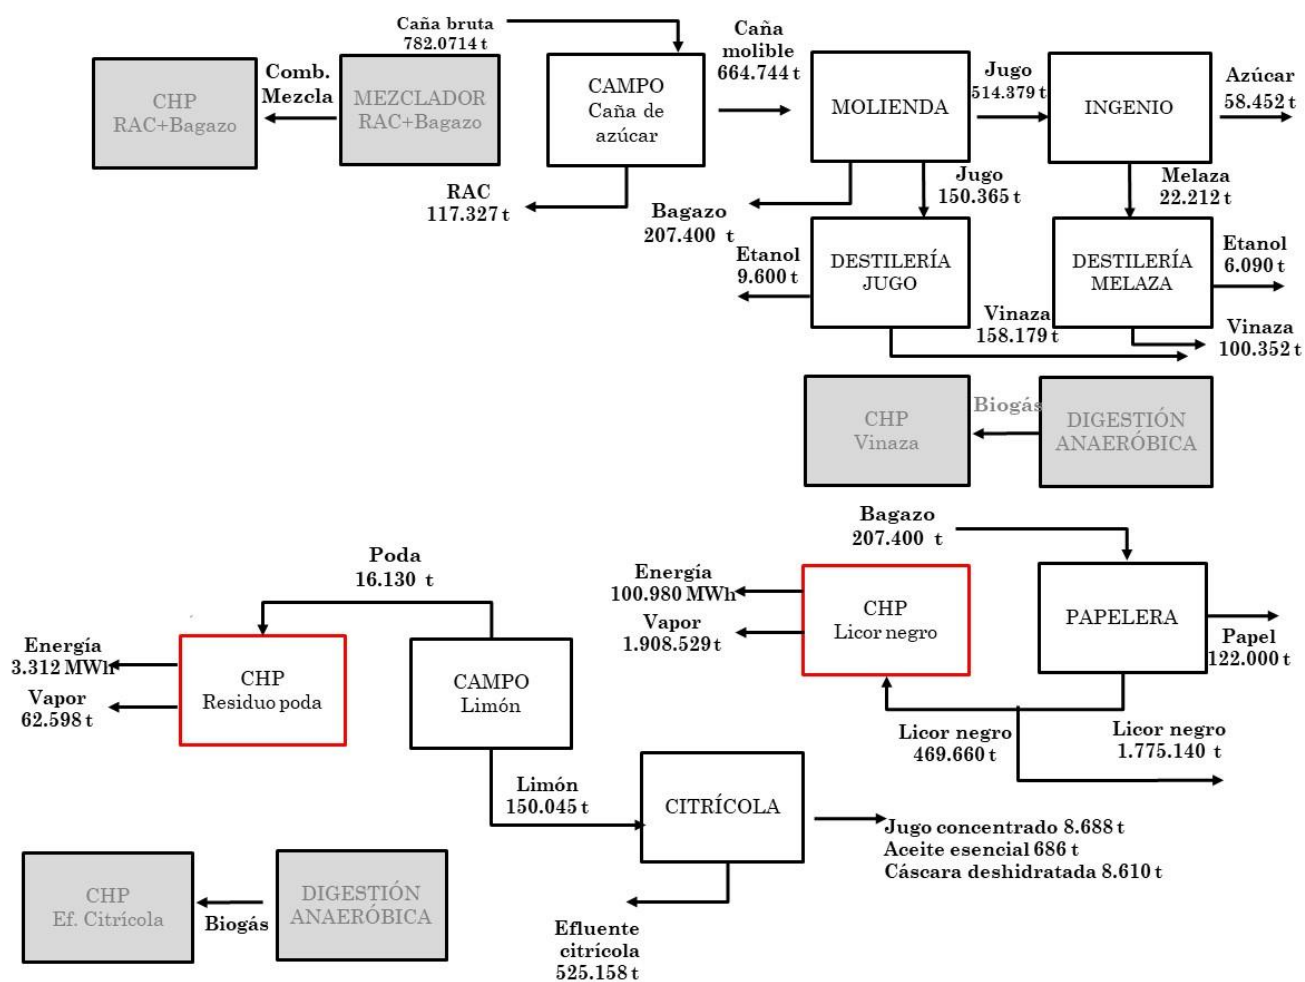 Caña bruta
782.0714 t
Caña
molible
664.744 t
Comb.
Mezcla
CHP
RAC+Bagazo
MEZCLADOR
RAC+Bagazo
CAMPO
Caña de
azúcar
MOLIENDA
Jugo
514.379 t
INGENIO
Azúcar
58.452 t
RAC
117.327 t
Bagazo
207.400 t
Jugo
150.365 t
Melaza
22.212 t
Etanol
9.600 t
DESTILERÍA
JUGO
DESTILERÍA
MELAZA
Etanol
6.090 t
Vinaza
158.179 t
Vinaza
100.352 t
CHP
Vinaza
Biogás
DIGESTIÓN
ANAERÓBICA
Bagazo
207.400 t
Poda
16.130 t
Energía
100.980 MWh
Vapor
1.908.529 t
CHP
Licor negro
PAPELERA
Papel
122.000 t
Energía
3.312 MWh
Vapor
62.598 t
CHP
Residuo poda
CAMPO
Limón
Licor negro
469.660 t
Licor negro
1.775.140 t
Limón
150.045 t
CITRÍCOLA
Jugo concentrado 8.688 t
Aceite esencial 686 t
Cáscara deshidratada 8.610 t
CHP
Ef. Citrícola
Biogás
DIGESTIÓN
ANAERÓBICA
Efluente
citrícola
525.158 t